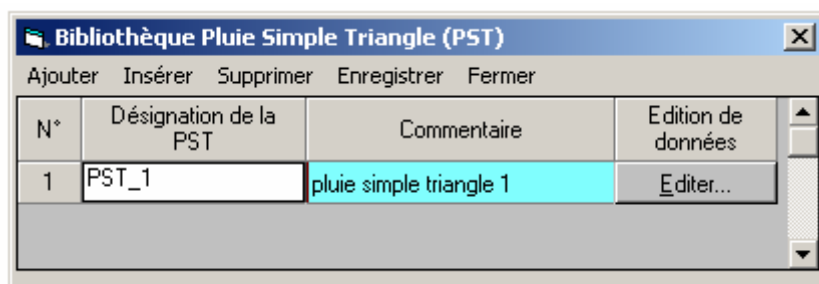 Bibliothèque Pluie Simple Triangle (PST)
Ajouter Insérer Supprimer Enregistrer Fermer
N° Désignation de la PST Commentaire Edition de données
1 PST_1 pluie simple triangle 1 Editer...